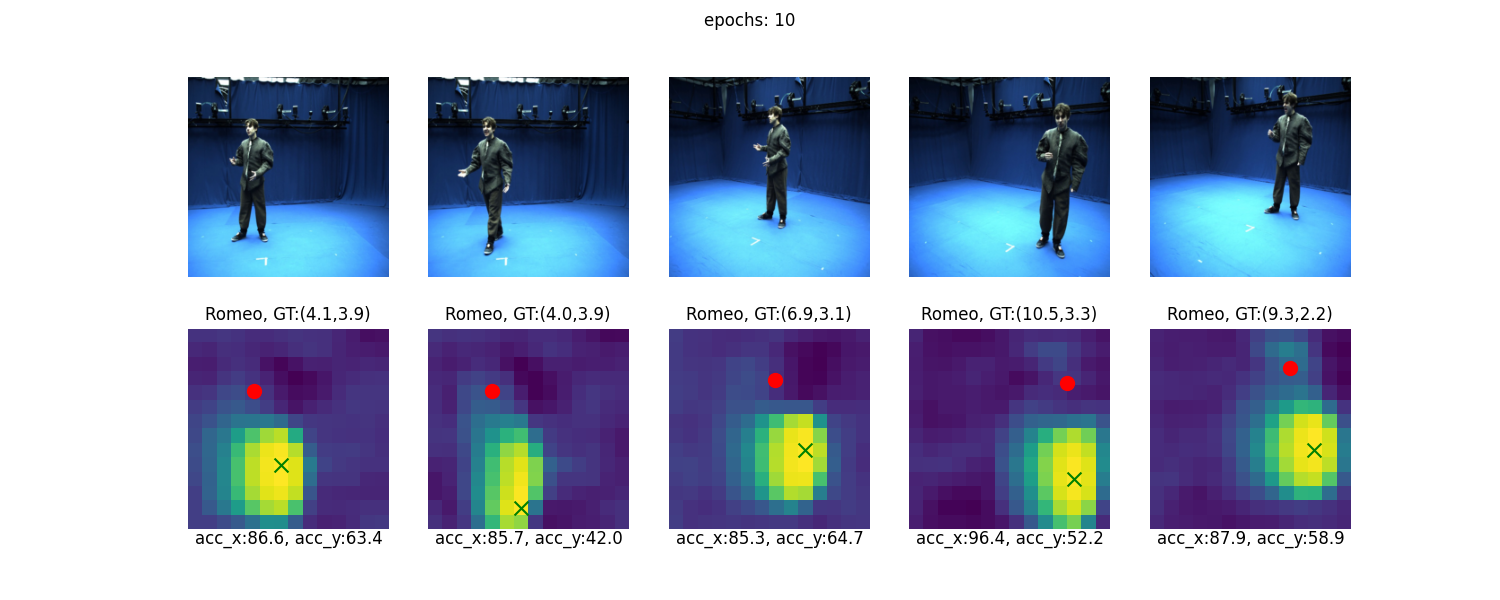 epochs: 10
Romeo, GT:(4.1,3.9)
Romeo, GT:(4.0,3.9)
Romeo, GT:(6.9,3.1)
Romeo, GT:(10.5,3.3)
Romeo, GT:(9.3,2.2)
acc_x:86.6, acc_y:63.4
acc_x:85.7, acc_y:42.0
acc_x:85.3, acc_y:64.7
acc_x:96.4, acc_y:52.2
acc_x:87.9, acc_y:58.9